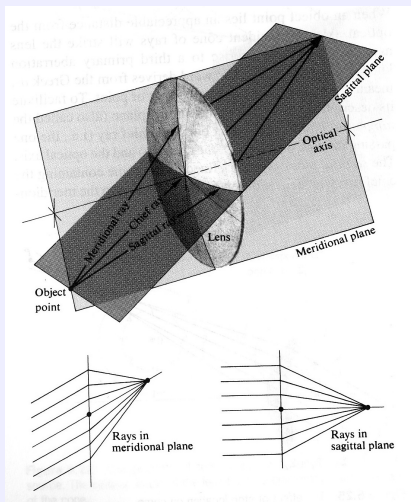 Sagittal plane
Optical
axis
Meridional ray
Chief ray
Sagittal ray
Lens
Meridional plane
Object
point
Rays in
meridional plane
Rays in
sagittal plane